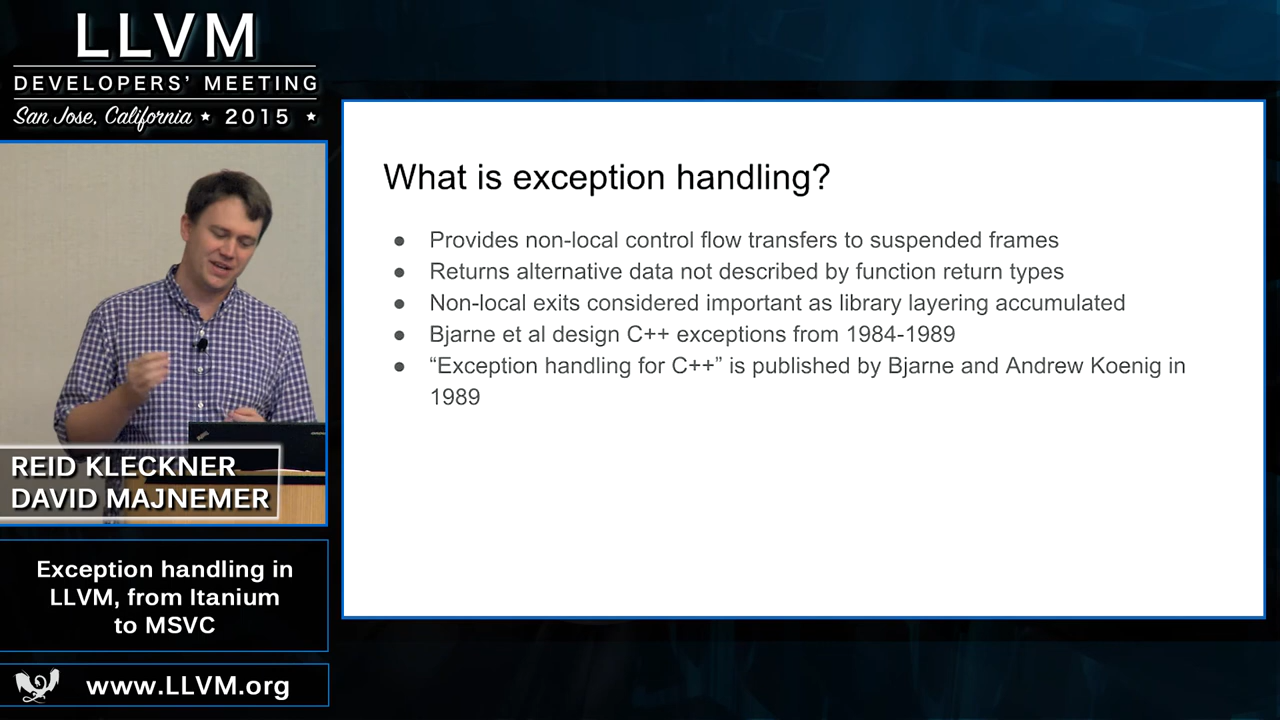 LLVM
DEVELOPERS' MEETING
San Jose, California ★ 2015 ★
What is exception handling?
● Provides non-local control flow transfers to suspended frames
● Returns alternative data not described by function return types
● Non-local exits considered important as library layering accumulated
● Bjarne et al design C++ exceptions from 1984-1989
● “Exception handling for C++” is published by Bjarne and Andrew Koenig in
1989
REID KLECKNER
DAVID MAJNEMER
Exception handling in
LLVM, from Itanium
to MSVC
www.LLVM.org